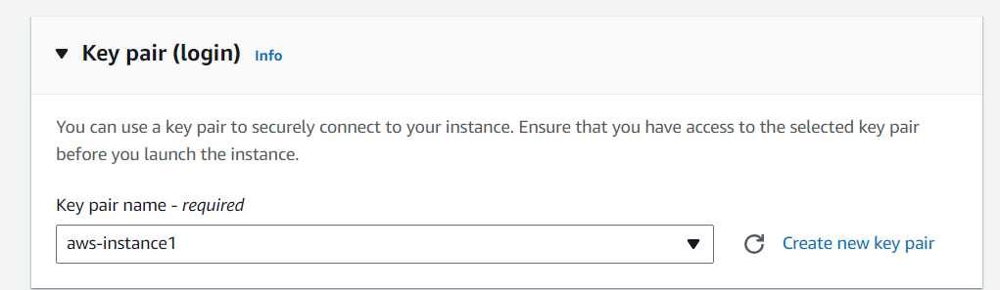 Key pair (login) Info
You can use a key pair to securely connect to your instance. Ensure that you have access to the selected key pair
before you launch the instance.
Key pair name - required
aws-instance1
Create new key pair